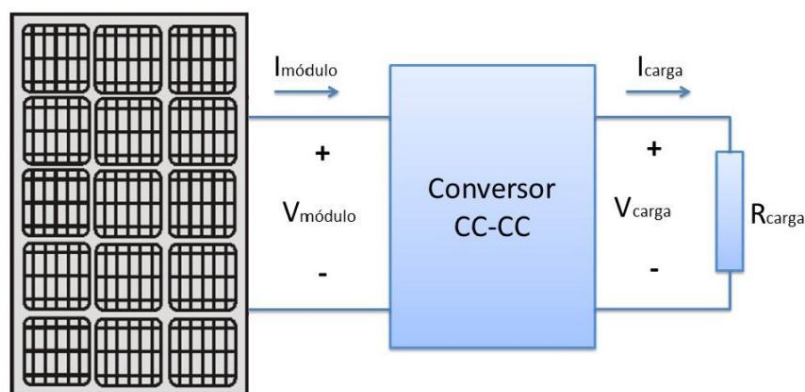 Imódulo
Icarga
+
+
Conversor
CC-CC
Vmódulo
Vcarga
Rcarga
-
-